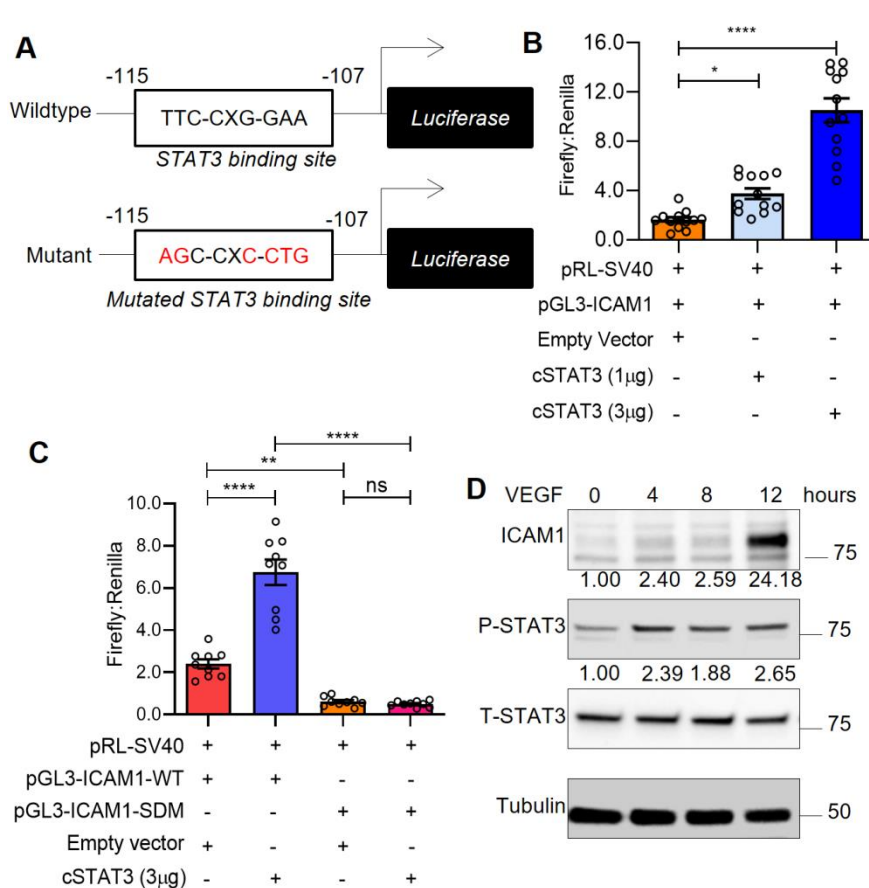 A
-115 -107
Wildtype TTC-CXG-GAA Luciferase
STAT3 binding site
-115 -107
Mutant AGC-CXC-CTG Luciferase
Mutated STAT3 binding site
B
****
*
Firefly:Renilla
16.0
12.0
8.0
4.0
0.0
pRL-SV40 + + +
pGL3-ICAM1 + + +
Empty Vector + - -
cSTAT3 (1μg) - + -
cSTAT3 (3μg) - - +
C
****
**
**** ns
Firefly:Renilla
10.0
8.0
6.0
4.0
2.0
0.0
pRL-SV40 + + + +
pGL3-ICAM1-WT + + - -
pGL3-ICAM1-SDM - - + +
Empty vector + - + -
cSTAT3 (3μg) - + - +
D
VEGF 0 4 8 12 hours
ICAM1 75
1.00 2.40 2.59 24.18
P-STAT3 75
1.00 2.39 1.88 2.65
T-STAT3 75
Tubulin 50